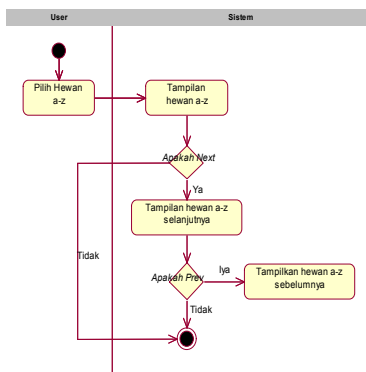 User
Sistem
Pilih Hewan
a-z
Tampilan
hewan a-z
Apakah Next
Ya
Tampilan hewan a-z
selanjutnya
Tidak
Apakah Prev
Iya
Tampilkan hewan a-z
sebelumnya
Tidak